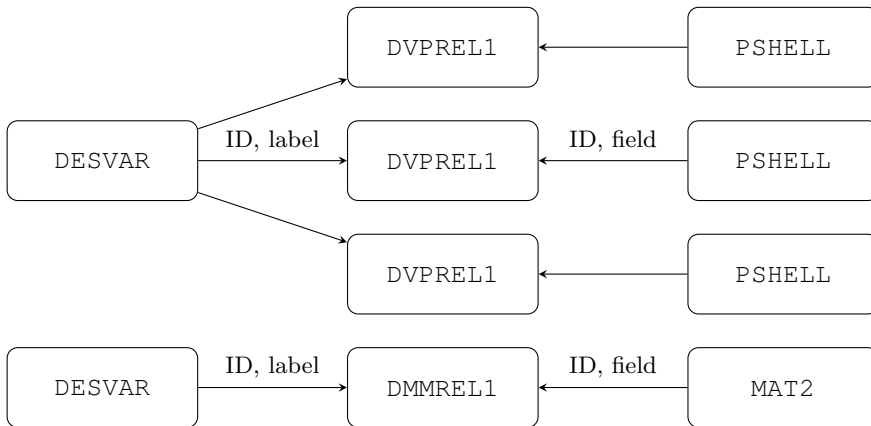 DVPREL1
PSHELL
DESVAR
ID, label
DVPREL1
ID, field
PSHELL
DVPREL1
PSHELL
DESVAR
ID, label
DMMREL1
ID, field
MAT2